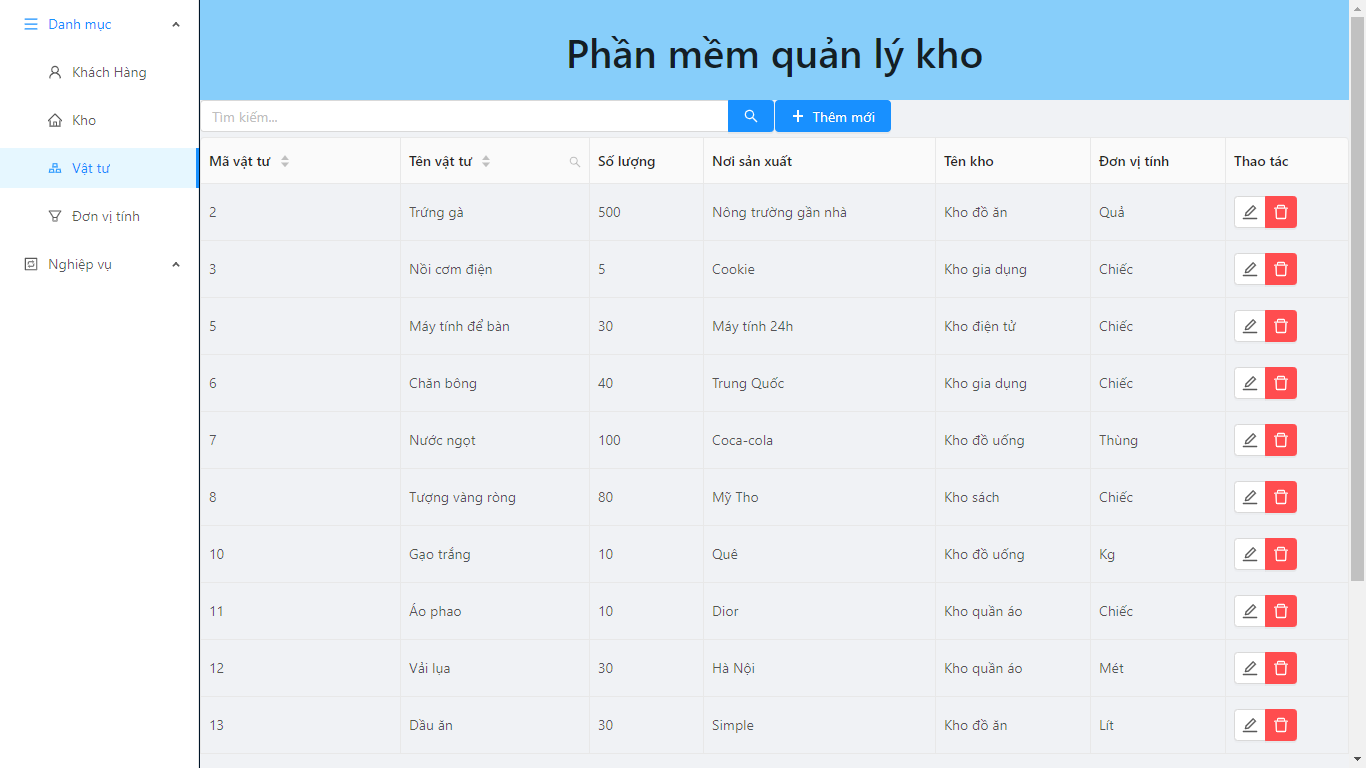 Danh mục
Khách Hàng
Kho
Vật tư
Đơn vị tính
Nghiệp vụ
Phần mềm quản lý kho
Tìm kiếm...
Thêm mới
Mã vật tư Tên vật tư Số lượng Nơi sản xuất Tên kho Đơn vị tính Thao tác
2 Trứng gà 500 Nông trường gần nhà Kho đồ ăn Quả
3 Nồi cơm điện 5 Cookie Kho gia dụng Chiếc
5 Máy tính để bàn 30 Máy tính 24h Kho điện tử Chiếc
6 Chăn bông 40 Trung Quốc Kho gia dụng Chiếc
7 Nước ngọt 100 Coca-cola Kho đồ uống Thùng
8 Tượng vàng ròng 80 Mỹ Tho Kho sách Chiếc
10 Gạo trắng 10 Quê Kho đồ uống Kg
11 Áo phao 10 Dior Kho quần áo Chiếc
12 Vải lụa 30 Hà Nội Kho quần áo Mét
13 Dầu ăn 30 Simple Kho đồ ăn Lít